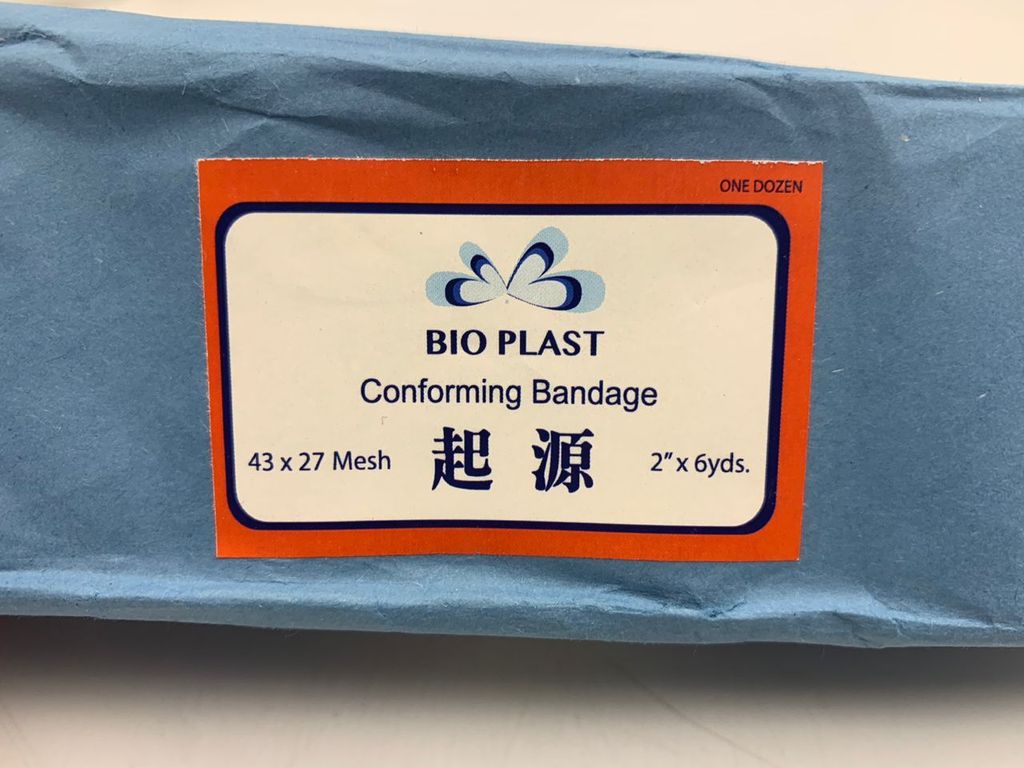 ONE DOZEN
BIO PLAST
Conforming Bandage
43 x 27 Mesh 起源 2" x 6yds.